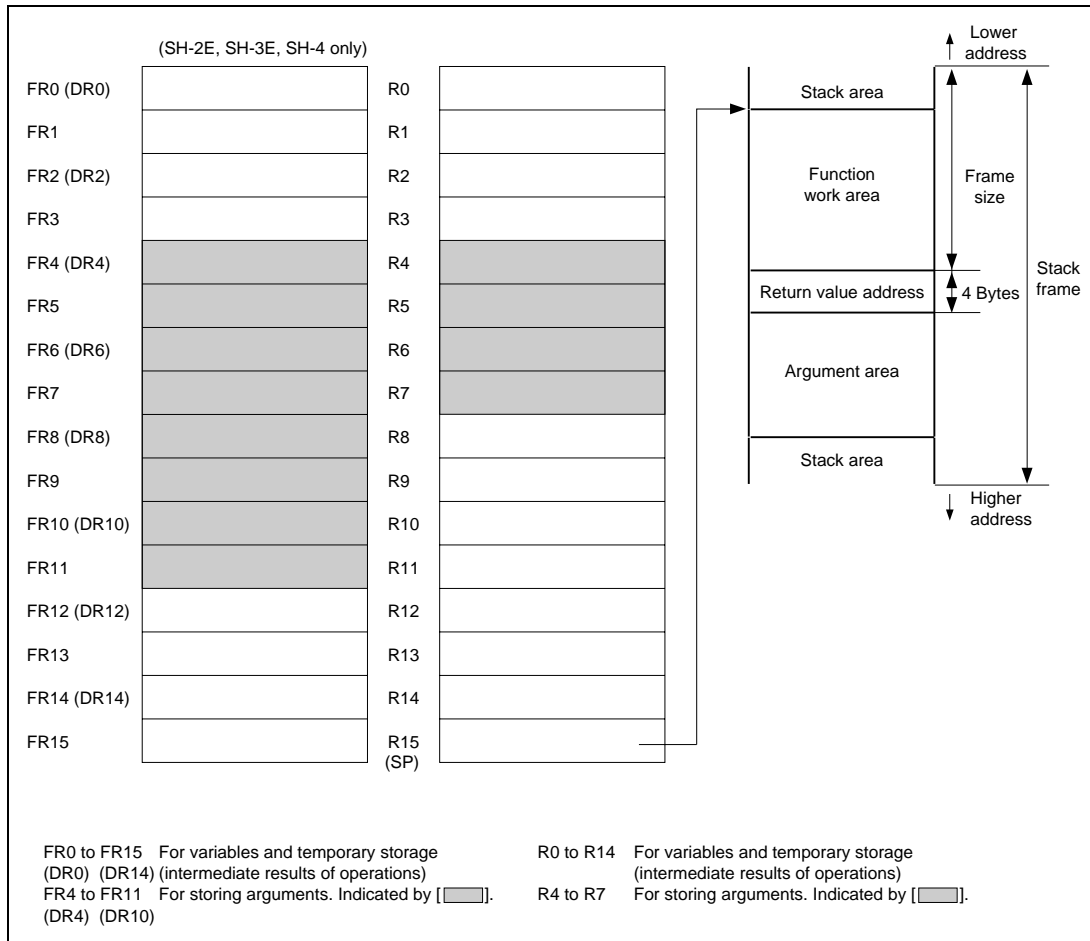 (SH-2E, SH-3E, SH-4 only)
FR0 (DR0)
FR1
FR2 (DR2)
FR3
FR4 (DR4)
FR5
FR6 (DR6)
FR7
FR8 (DR8)
FR9
FR10 (DR10)
FR11
FR12 (DR12)
FR13
FR14 (DR14)
FR15
R0
R1
R2
R3
R4
R5
R6
R7
R8
R9
R10
R11
R12
R13
R14
R15
(SP)
Lower
address
Stack area
Function
work area
Frame
size
Return value address
4 Bytes
Stack
frame
Argument area
Stack area
Higher
address
FR0 to FR15 For variables and temporary storage
(DR0) (DR14) (intermediate results of operations)
FR4 to FR11 For storing arguments. Indicated by [ ].
(DR4) (DR10)
R0 to R14 For variables and temporary storage
(intermediate results of operations)
R4 to R7 For storing arguments. Indicated by [ ].